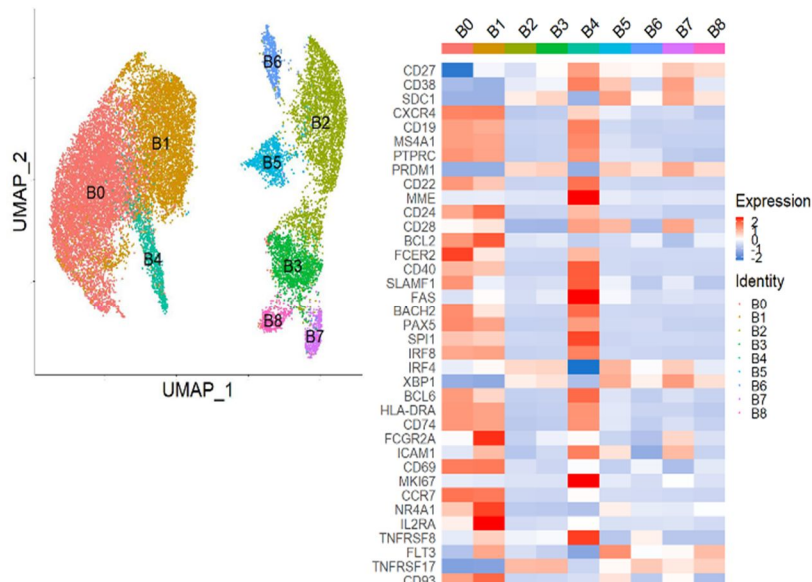 UMAP_2
B6
B1
B2
B5
B0
B4
B3
B8
B7
UMAP_1
B0 B1 B2 B3 B4 B5 B6 B7 B8
CD27
CD38
SDC1
CXCR4
CD19
MS4A1
PTPRC
PRDM1
CD22
MME
CD24
CD28
BCL2
FCER2
CD40
SLAMF1
FAS
BACH2
PAX5
SPI1
IRF8
IRF4
XBP1
BCL6
HLA-DRA
CD74
FCGR2A
ICAM1
CD69
MKI67
CCR7
NR4A1
IL2RA
TNFRSF8
FLT3
TNFRSF17
CD93
Expression
2
1
0
-1
-2
Identity
B0
B1
B2
B3
B4
B5
B6
B7
B8